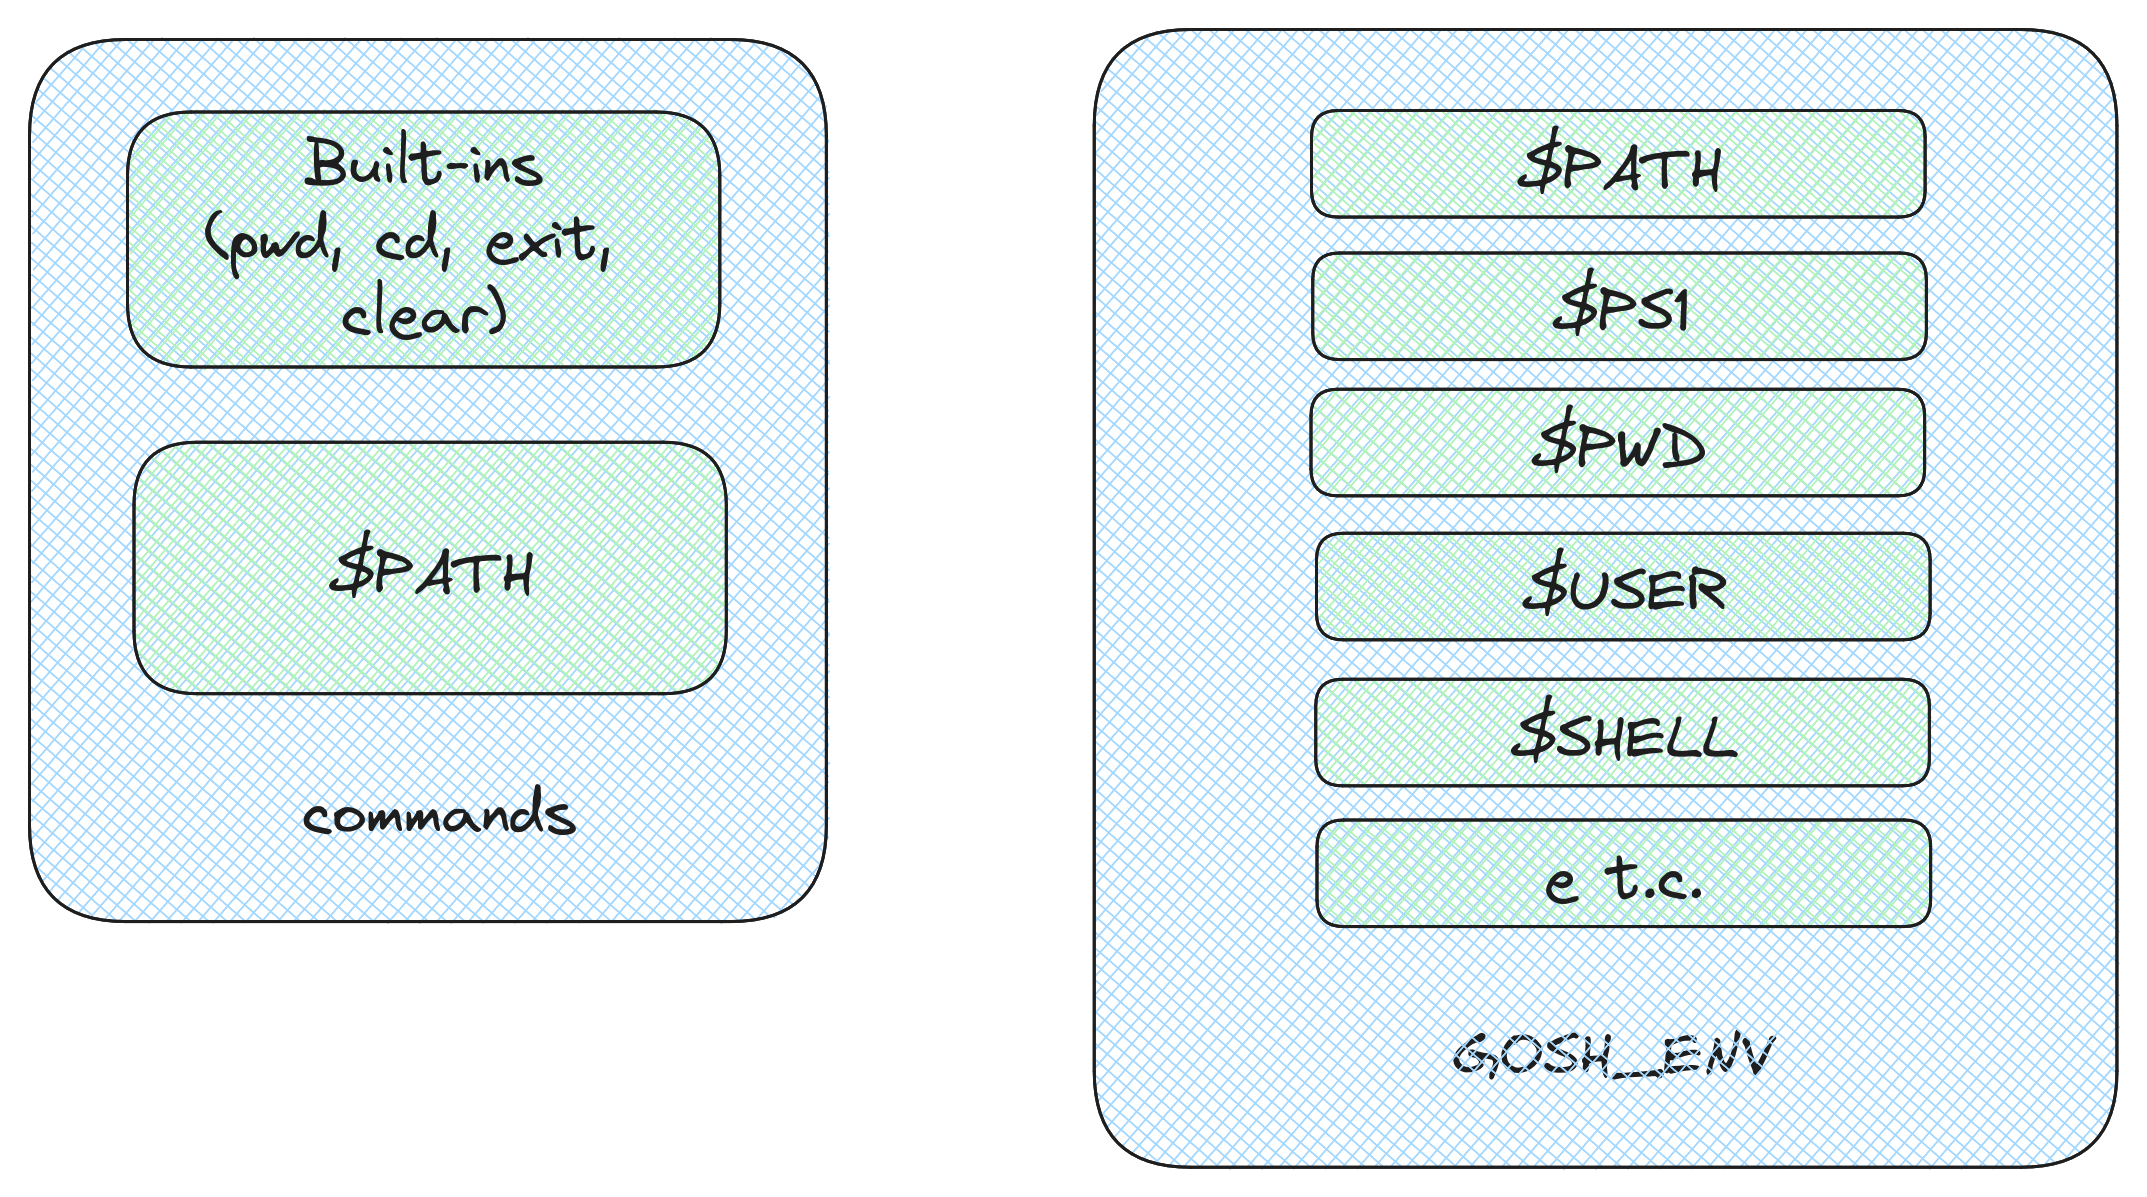 Built-ins
(pwd, cd, exit,
clear)
$PATH
commands
$PATH
$PS1
$PWD
$USER
$SHELL
e t.c.
GOSH_ENV